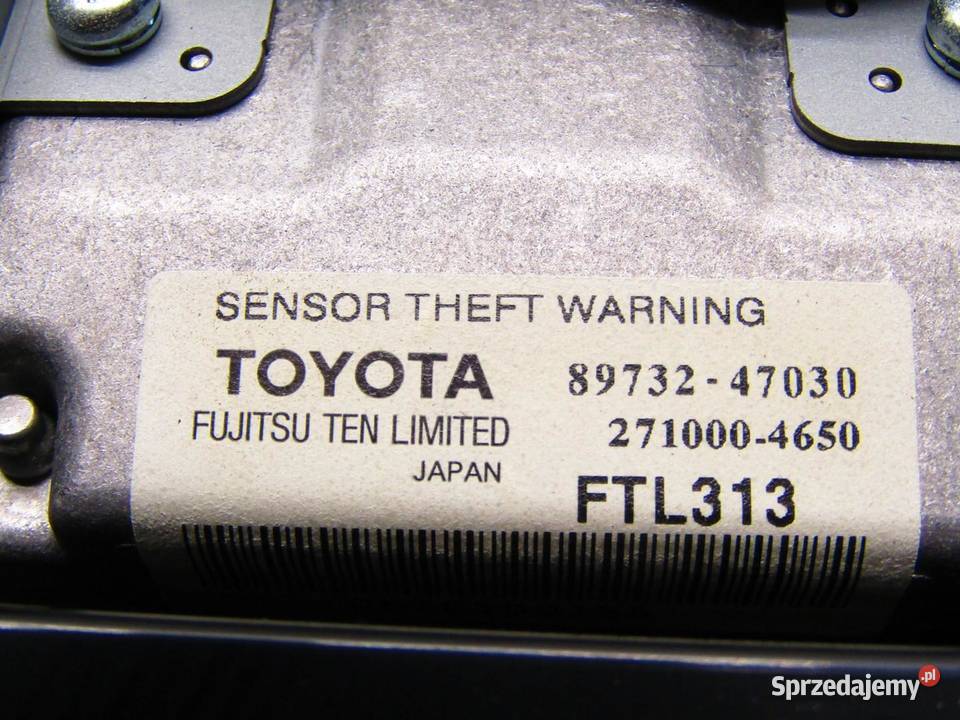 SENSOR THEFT WARNING
TOYOTA 89732-47030
FUJITSU TEN LIMITED 271000-4650
JAPAN FTL313
Sprzedajemy.pl